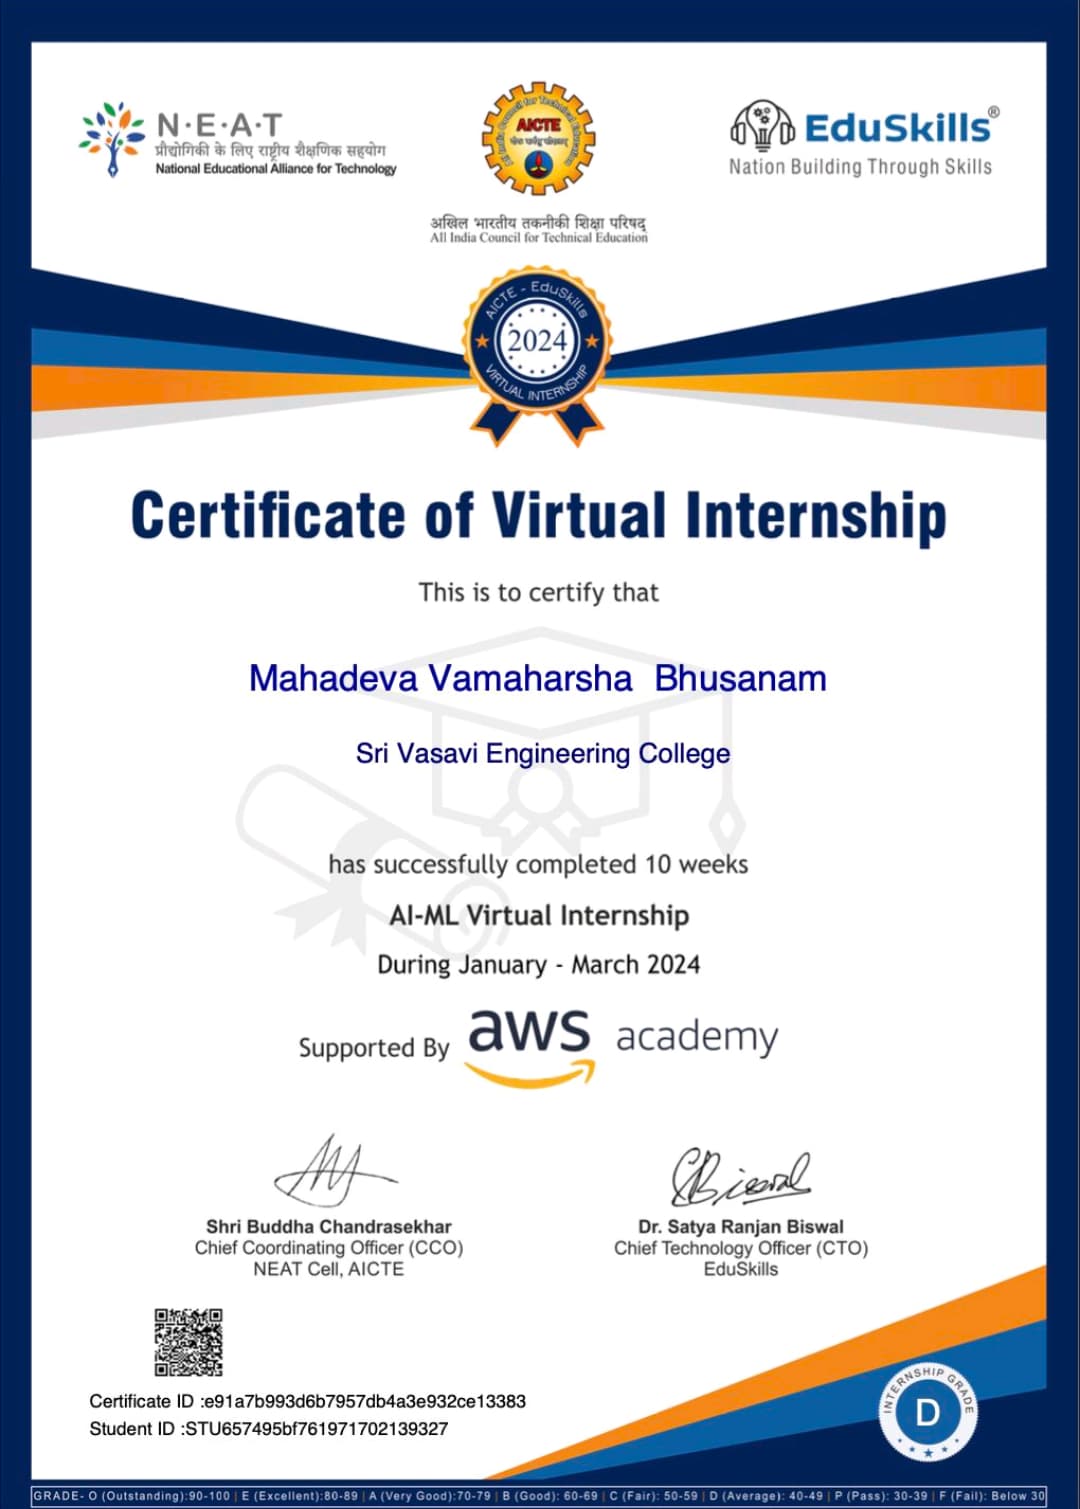 N·E·A·T
प्रौद्योगिकी के लिए राष्ट्रीय शैक्षणिक सहयोग
National Educational Alliance for Technology
All India Council for Technical Education
AICTE
अखिल भारतीय तकनीकी शिक्षा परिषद्
All India Council for Technical Education
EduSkills®
Nation Building Through Skills
AICTE - EduSkills
2024
VIRTUAL INTERNSHIP
Certificate of Virtual Internship
This is to certify that
Mahadeva Vamaharsha Bhusanam
Sri Vasavi Engineering College
has successfully completed 10 weeks
AI-ML Virtual Internship
During January - March 2024
Supported By aws academy
Shri Buddha Chandrasekhar
Chief Coordinating Officer (CCO)
NEAT Cell, AICTE
Dr. Satya Ranjan Biswal
Chief Technology Officer (CTO)
EduSkills
Certificate ID :e91a7b993d6b7957db4a3e932ce13383
Student ID :STU657495bf761971702139327
INTERNSHIP GRADE
D
GRADE- O (Outstanding):90-100 | E (Excellent):80-89 | A (Very Good):70-79 | B (Good): 60-69 | C (Fair): 50-59 | D (Average): 40-49 | P (Pass): 30-39 | F (Fail): Below 30